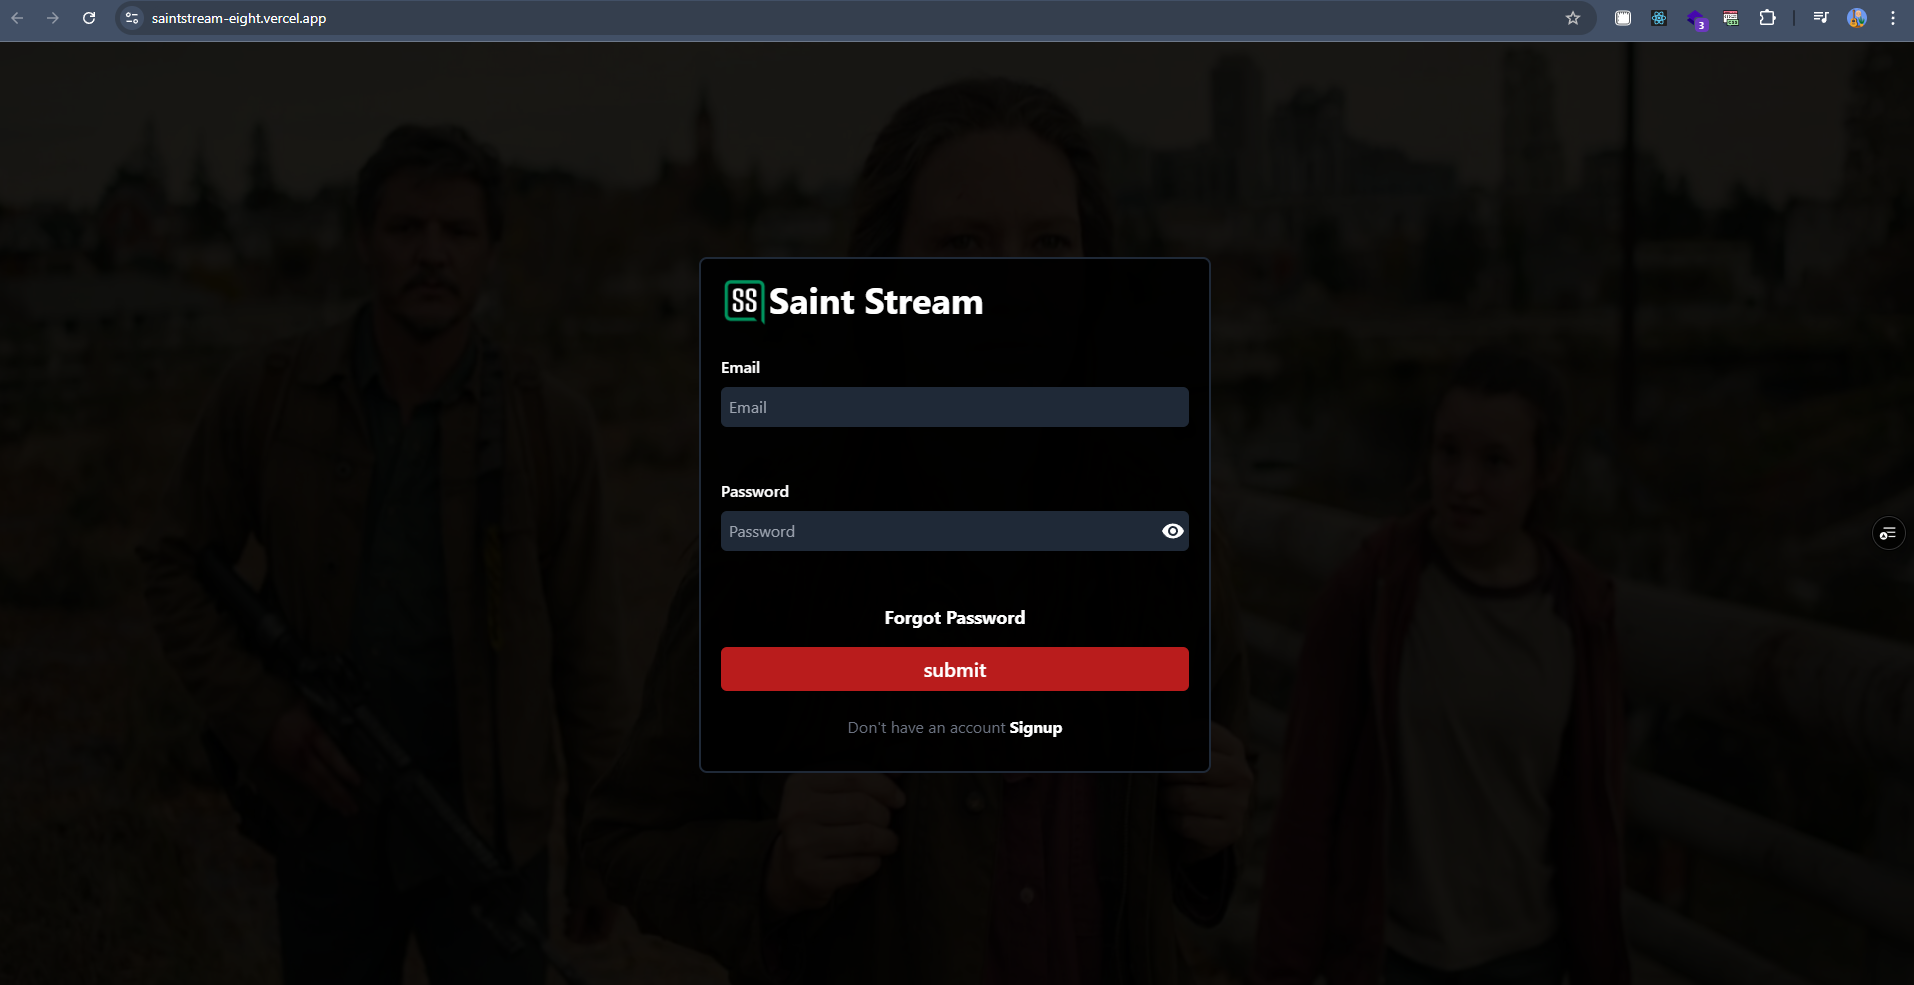 saintstream-eight.vercel.app
3
SS Saint Stream
Email
Email
Password
Password
Forgot Password
submit
Don't have an account Signup